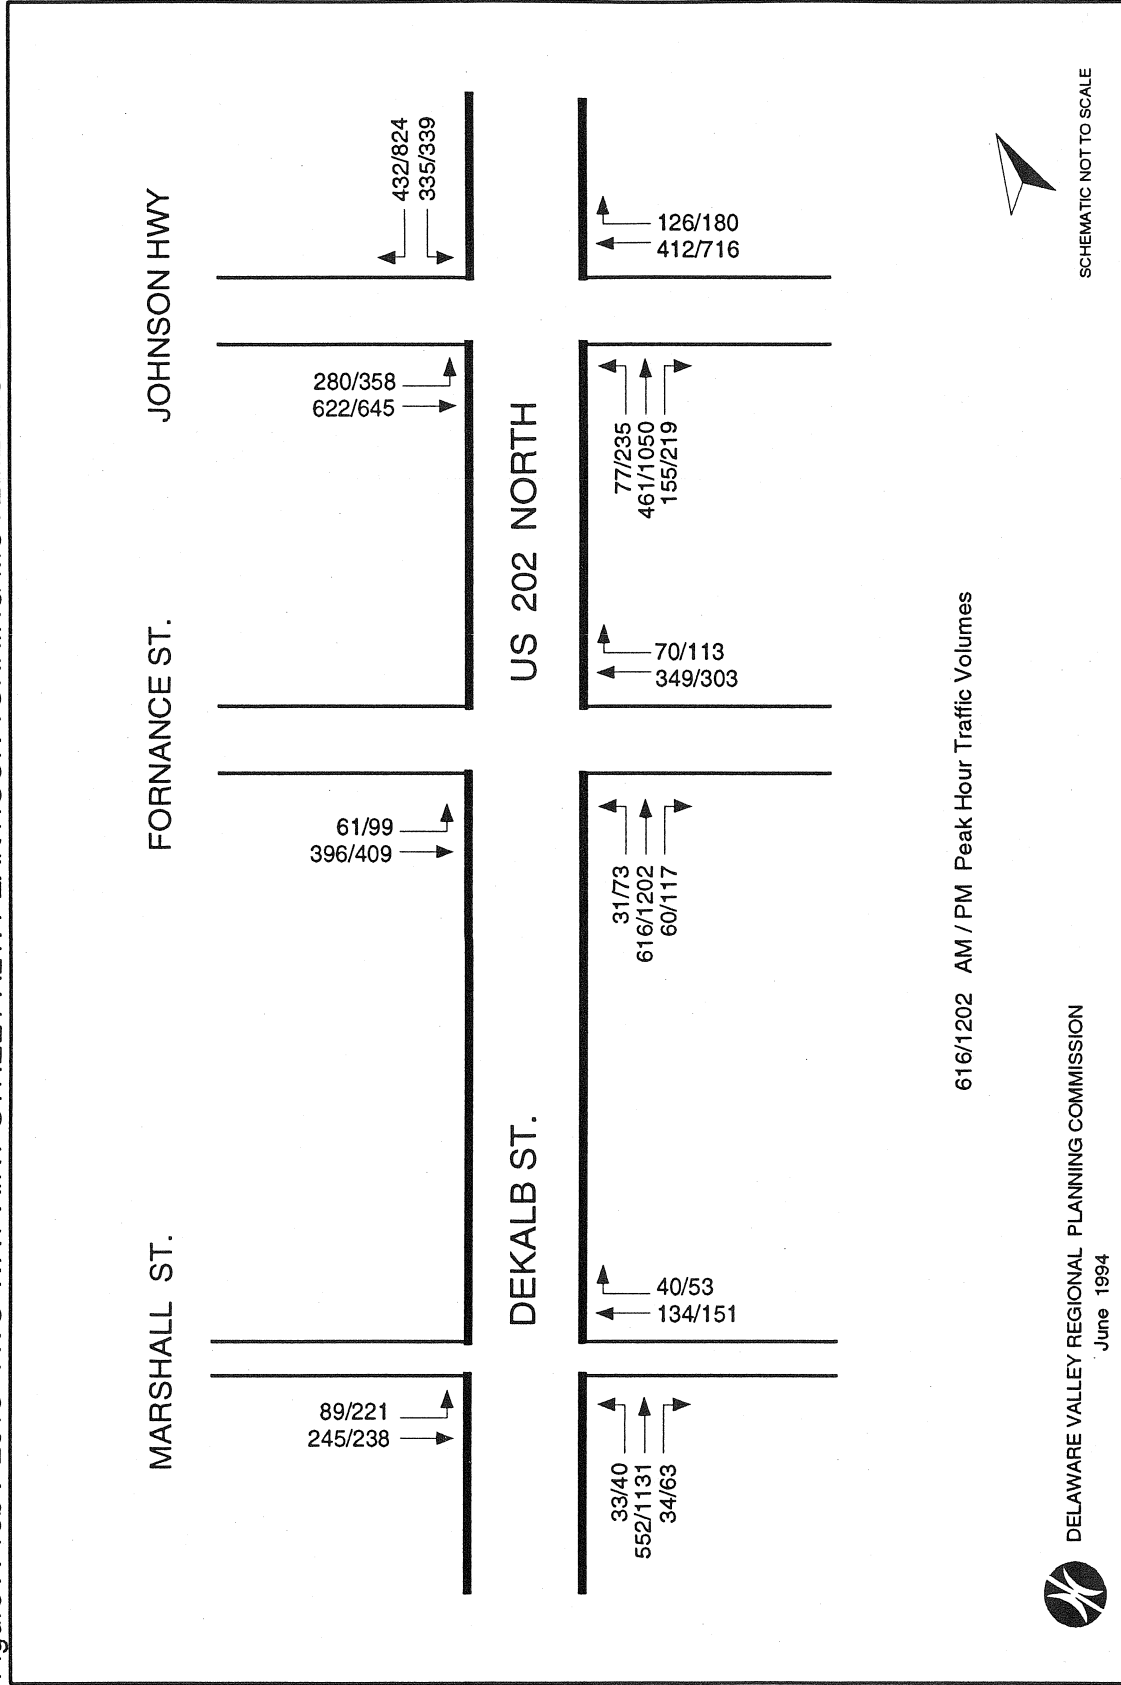 JOHNSON HWY
FORNANCE ST.
MARSHALL ST.
432/824
335/339
280/358
622/645
61/99
396/409
89/221
245/238
US 202 NORTH
DEKALB ST.
126/180
412/716
77/235
461/1050
155/219
70/113
349/303
31/73
616/1202
60/117
40/53
134/151
33/40
552/1131
34/63
616/1202 AM / PM Peak Hour Traffic Volumes
SCHEMATIC NOT TO SCALE
DELAWARE VALLEY REGIONAL PLANNING COMMISSION
June 1994